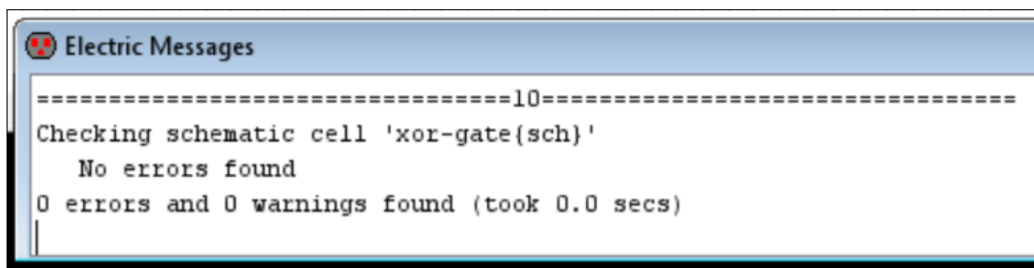 Electric Messages
=================================10=================================
Checking schematic cell 'xor-gate{sch}'
No errors found
0 errors and 0 warnings found (took 0.0 secs)